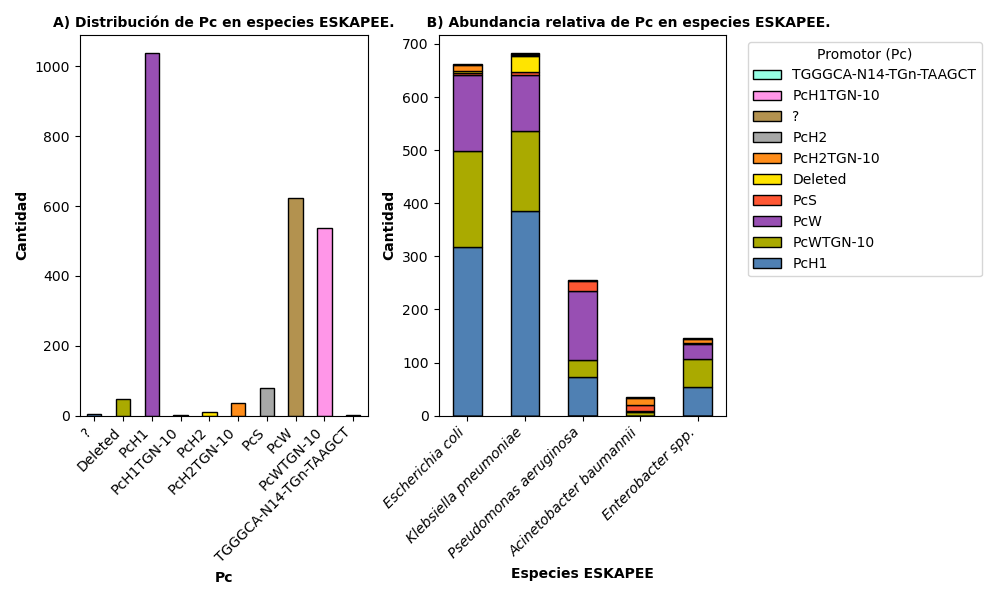 A) Distribución de Pc en especies ESKAPEE.
Cantidad
1000
800
600
400
200
0
?
Deleted
PcH1
PcH1TGN-10
PcH2
PcH2TGN-10
PcS
PcW
PcWTGN-10
TGGGCA-N14-TGn-TAAGCT
Pc
B) Abundancia relativa de Pc en especies ESKAPEE.
Cantidad
700
600
500
400
300
200
100
0
Escherichia coli
Klebsiella pneumoniae
Pseudomonas aeruginosa
Acinetobacter baumannii
Enterobacter spp.
Especies ESKAPEE
Promotor (Pc)
TGGGCA-N14-TGn-TAAGCT
PcH1TGN-10
?
PcH2
PcH2TGN-10
Deleted
PcS
PcW
PcWTGN-10
PcH1